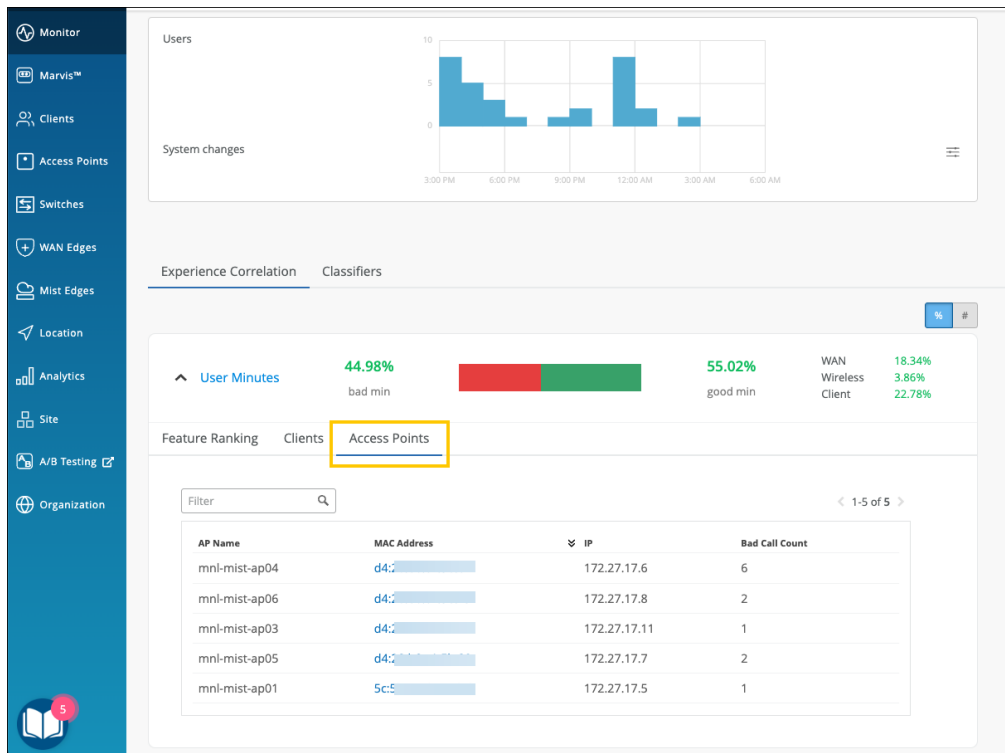 Monitor
Marvis™
Clients
Access Points
Switches
WAN Edges
Mist Edges
Location
Analytics
Site
A/B Testing
Organization
5
Users
10
5
0
System changes
3:00 PM 6:00 PM 9:00 PM 12:00 AM 3:00 AM 6:00 AM
Experience Correlation Classifiers
% #
User Minutes
44.98%
bad min
55.02%
good min
WAN 18.34%
Wireless 3.86%
Client 22.78%
Feature Ranking Clients Access Points
Filter
1-5 of 5
AP Name MAC Address IP Bad Call Count
mnl-mist-ap04 d4: 172.27.17.6 6
mnl-mist-ap06 d4: 172.27.17.8 2
mnl-mist-ap03 d4: 172.27.17.11 1
mnl-mist-ap05 d4: 172.27.17.7 2
mnl-mist-ap01 5c:5 172.27.17.5 1